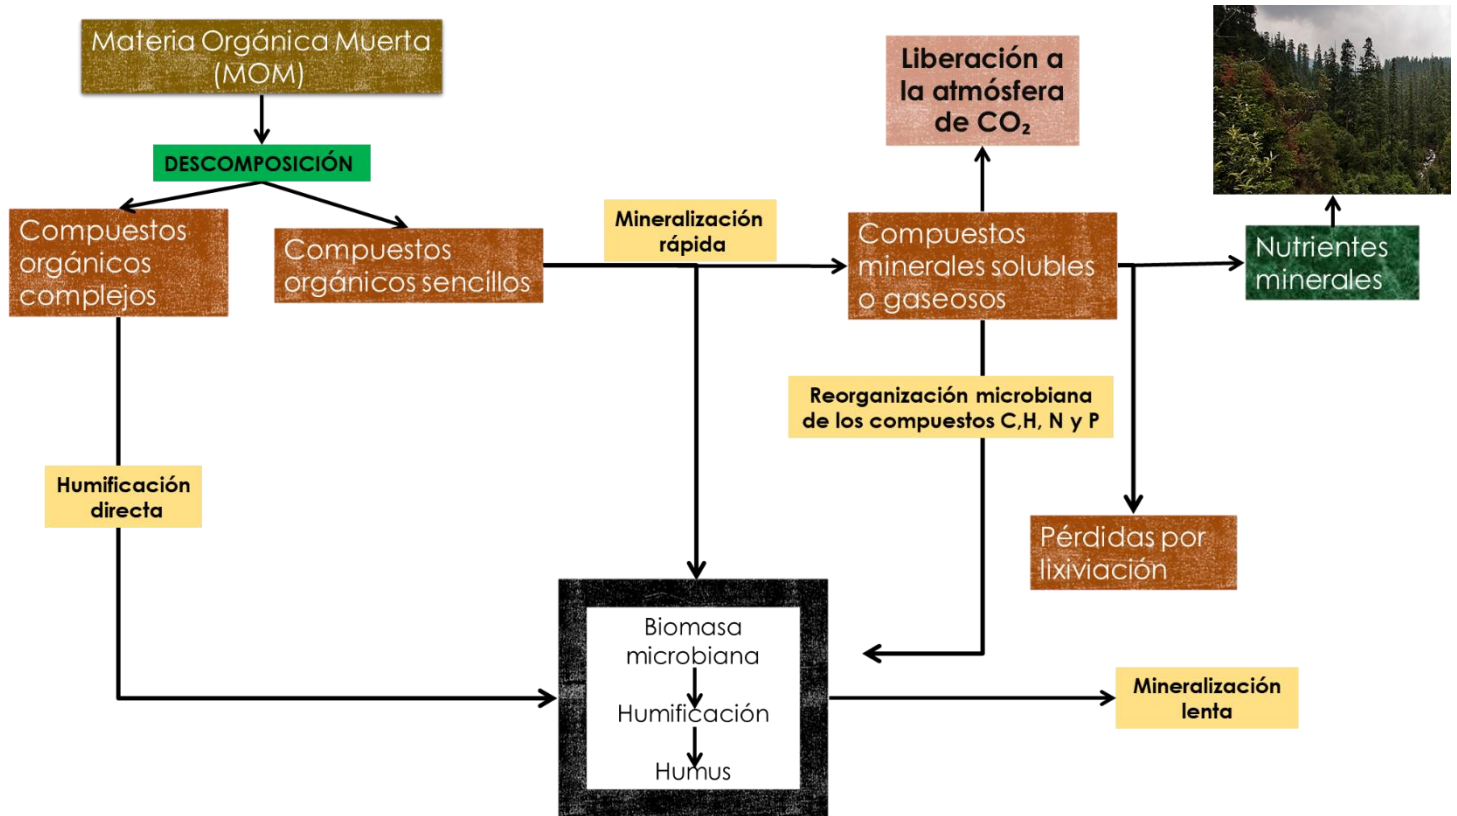 Materia Orgánica Muerta
(MOM)
DESCOMPOSICIÓN
Compuestos
orgánicos
complejos
Compuestos
orgánicos sencillos
Mineralización
rápida
Liberación a
la atmósfera
de CO₂
Compuestos
minerales solubles
o gaseosos
Nutrientes
minerales
Reorganización microbiana
de los compuestos C,H, N y P
Humificación
directa
Pérdidas por
lixiviación
Biomasa
microbiana
Humificación
Humus
Mineralización
lenta